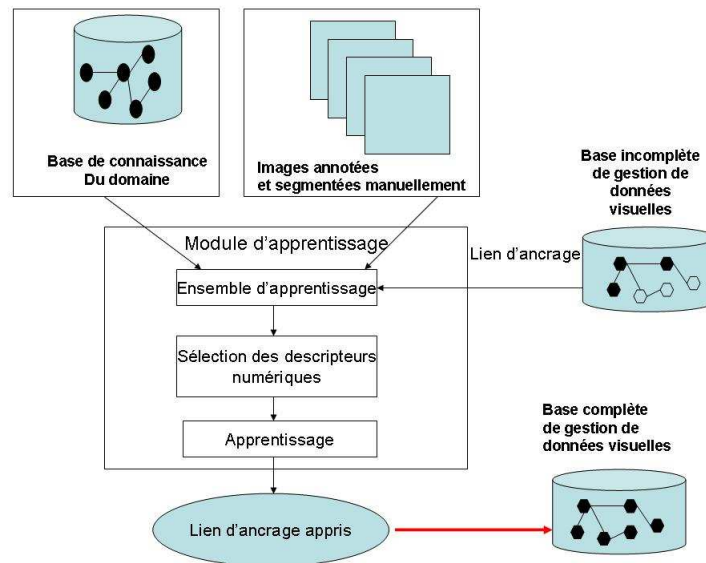 Base de connaissance
Du domaine
Images annotées
et segmentées manuellement
Base incomplète
de gestion de
données
visuelles
Module d'apprentissage
Lien d'ancrage
Ensemble d'apprentissage
Sélection des descripteurs
numériques
Apprentissage
Base complète
de gestion de
données visuelles
Lien d'ancrage appris